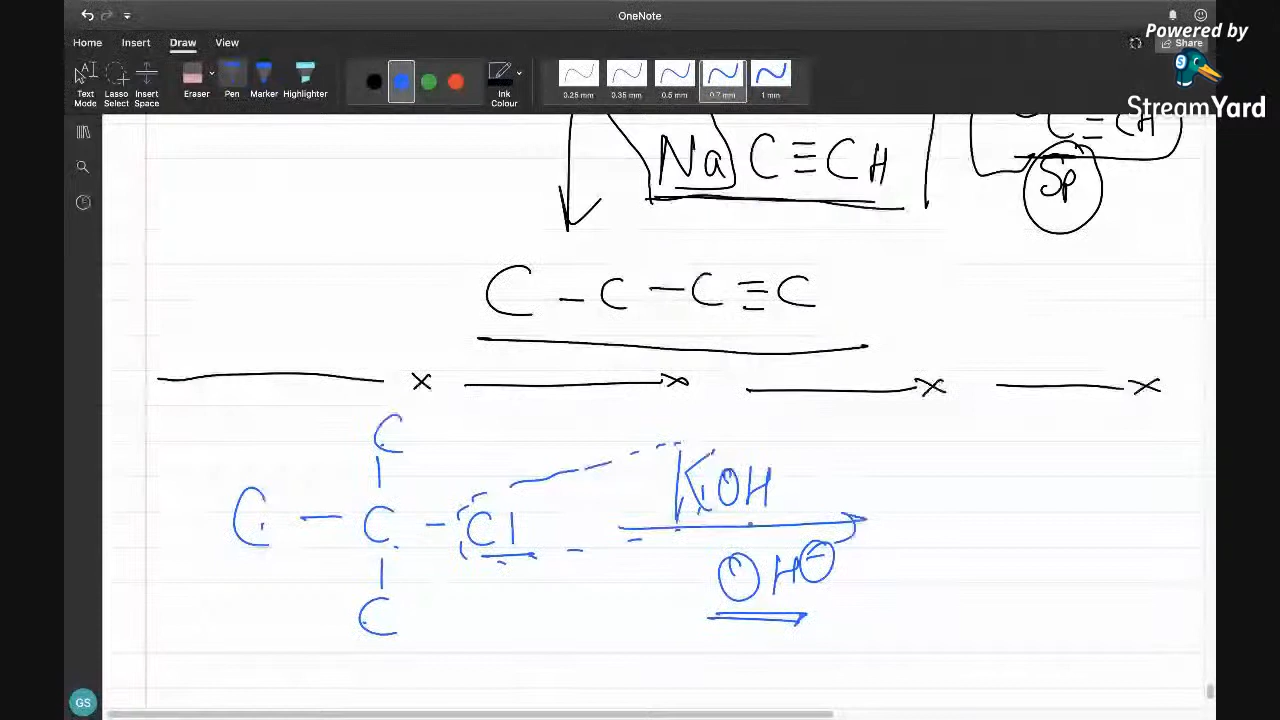 OneNote
Powered by
Home Insert Draw View
Share
StreamYard
Text Mode
Lasso Select
Insert Space
Eraser
Pen
Marker
Highlighter
Ink Colour
0.25 mm
0.35 mm
0.5 mm
0.7 mm
1 mm
C ≡ CH
Na C ≡ CH
Sp
C – C – C ≡ C
x x x x
C
C – C – Cl
KOH
OH⊖
C
GS